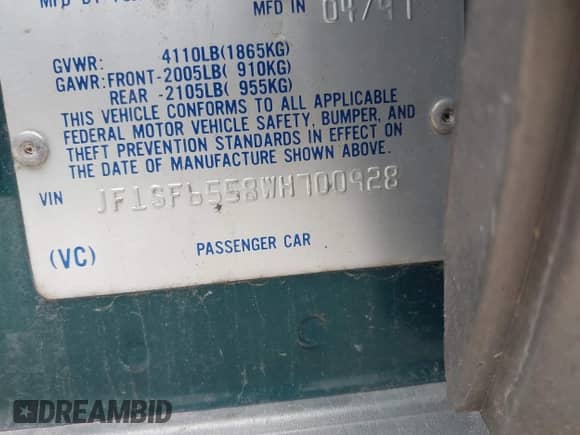 MFD IN 04/97
GVWR: 4110LB(1865KG)
GAWR:FRONT-2005LB( 910KG)
REAR -2105LB( 955KG)
THIS VEHICLE CONFORMS TO ALL APPLICABLE
FEDERAL MOTOR VEHICLE SAFETY, BUMPER, AND
THEFT PREVENTION STANDARDS IN EFFECT ON
THE DATE OF MANUFACTURE SHOWN ABOVE.
VIN JF1SF6558WH700928
(VC) PASSENGER CAR
DREAMBID